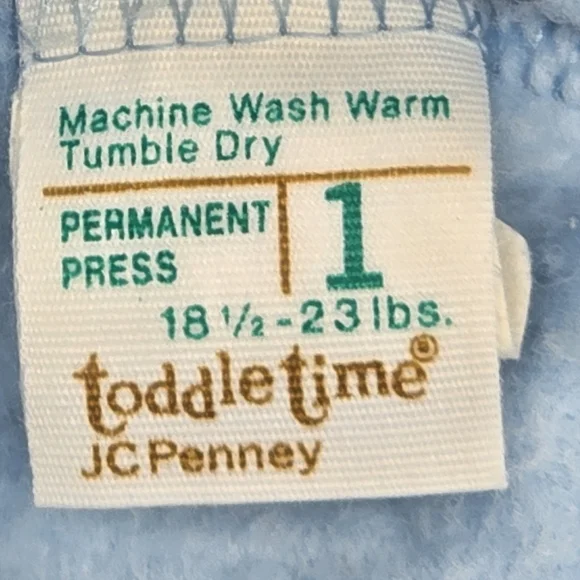 Machine Wash Warm
Tumble Dry
PERMANENT
PRESS
1
18 1/2-23 lbs.
toddletime®
JCPenney